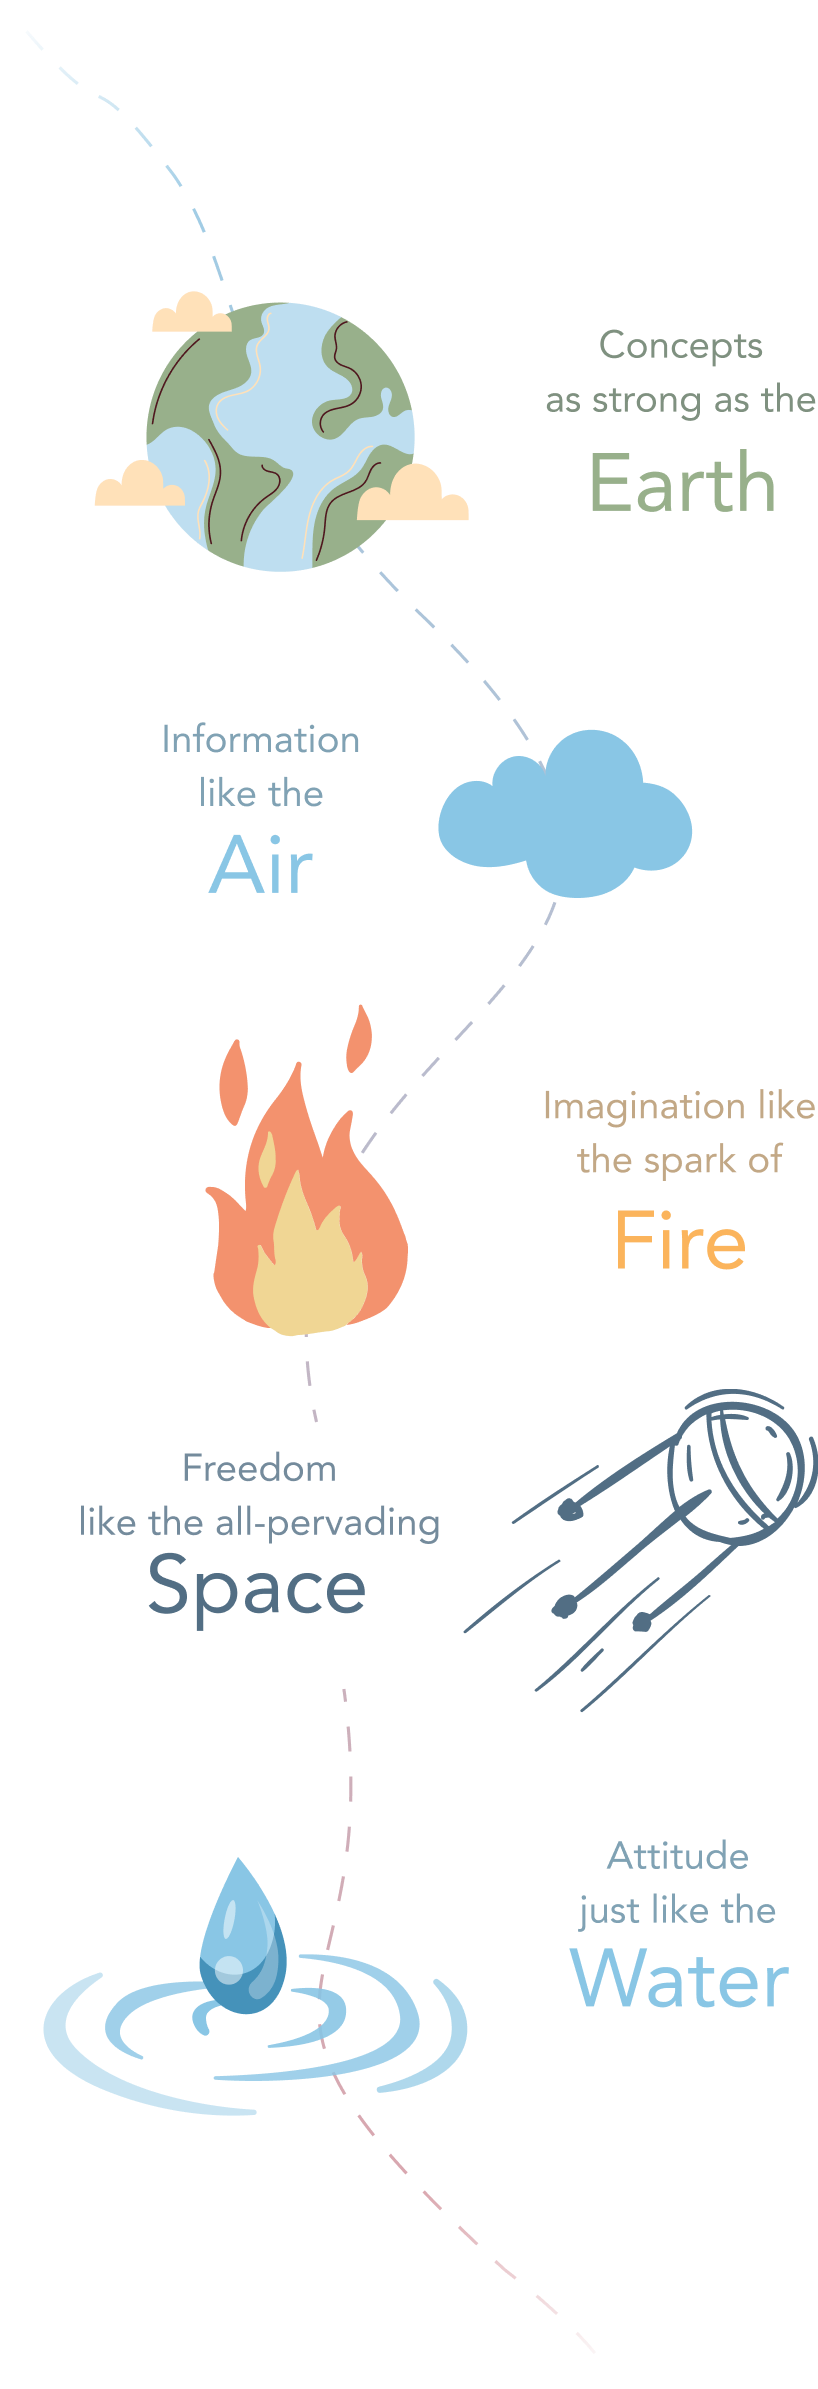 Concepts
as strong as the
Earth
Information
like the
Air
Imagination like
the spark of
Fire
Freedom
like the all-pervading
Space
Attitude
just like the
Water